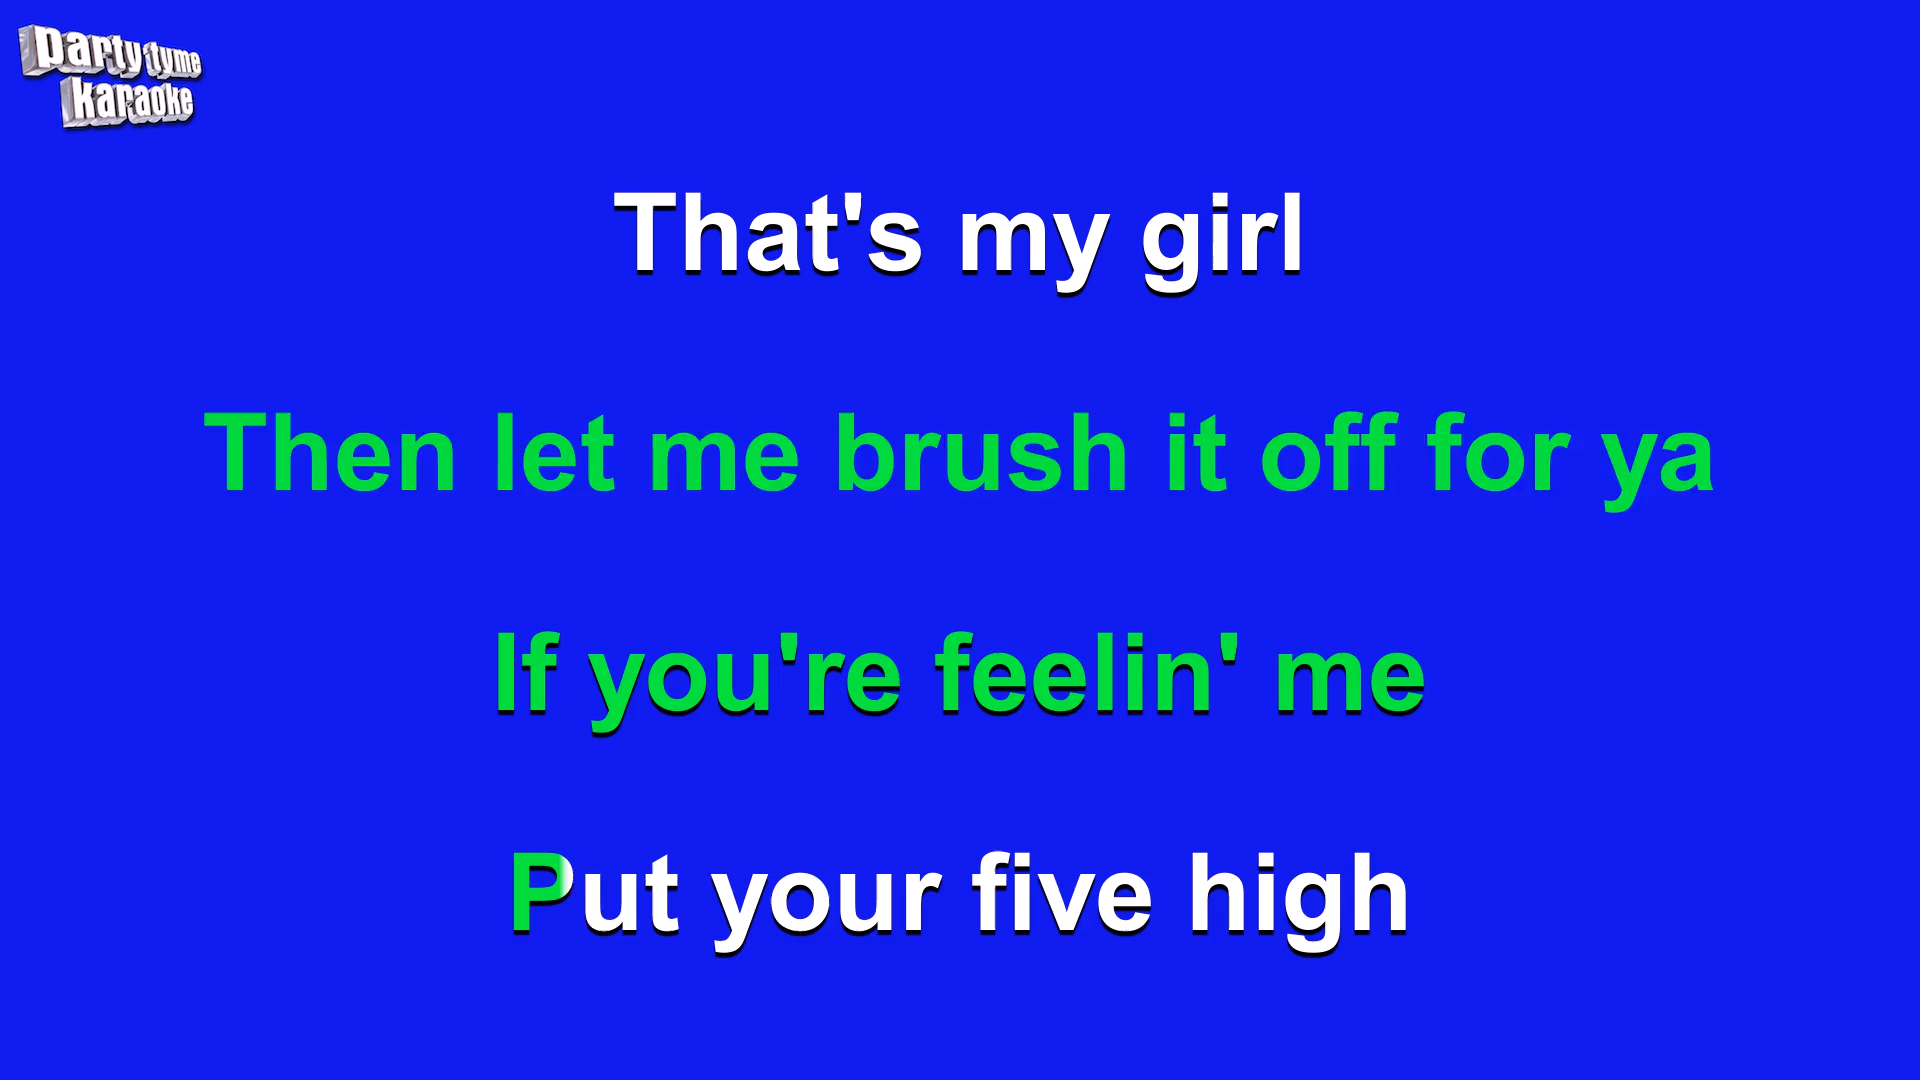 party tyme
karaoke
That's my girl
Then let me brush it off for ya
If you're feelin' me
Put your five high